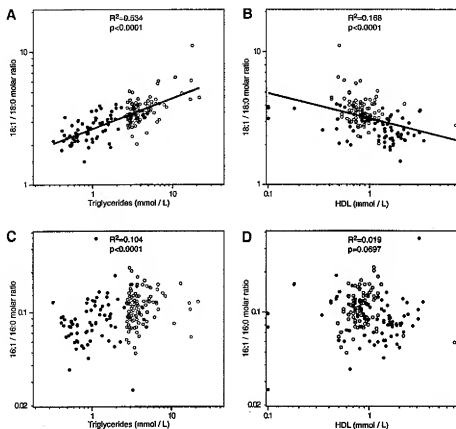 A
R²=0.534
p<0.0001
10
18:1 / 18:0 molar ratio
1
1
10
Triglycerides (mmol / L)
B
R²=0.168
p<0.0001
10
18:1 / 18:0 molar ratio
1
0.1
1
HDL (mmol / L)
C
R²=0.104
p<0.0001
0.1
16:1 / 16:0 molar ratio
0.02
1
10
Triglycerides (mmol / L)
D
R²=0.019
p=0.0697
0.1
16:1 / 16:0 molar ratio
0.02
0.1
1
HDL (mmol / L)